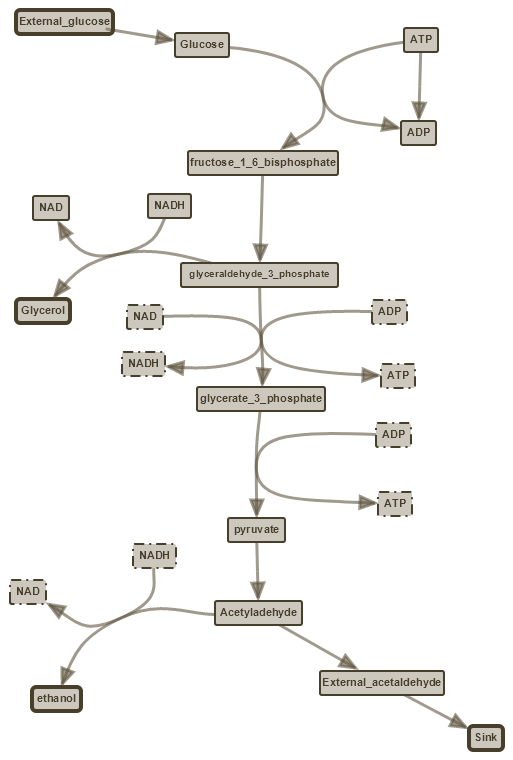 External_glucose
Glucose
ATP
ADP
fructose_1_6_bisphosphate
NAD
NADH
glyceraldehyde_3_phosphate
Glycerol
NAD
ADP
NADH
ATP
glycerate_3_phosphate
ADP
ATP
pyruvate
NADH
NAD
Acetyladehyde
External_acetaldehyde
ethanol
Sink